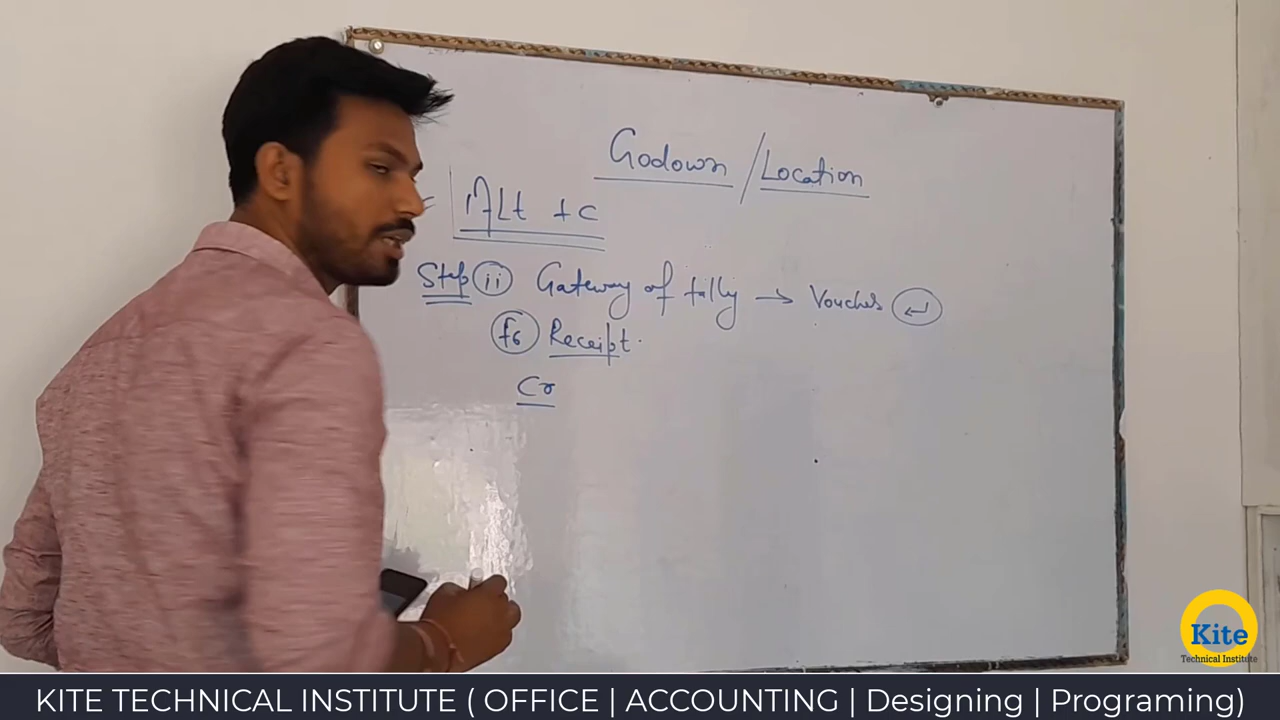 Godown / Location
Alt + C
Step ii Gateway of tally → Voucher ↵
F6 Receipt.
Cr
Kite
Technical Institute
KITE TECHNICAL INSTITUTE ( OFFICE | ACCOUNTING | Designing | Programing)